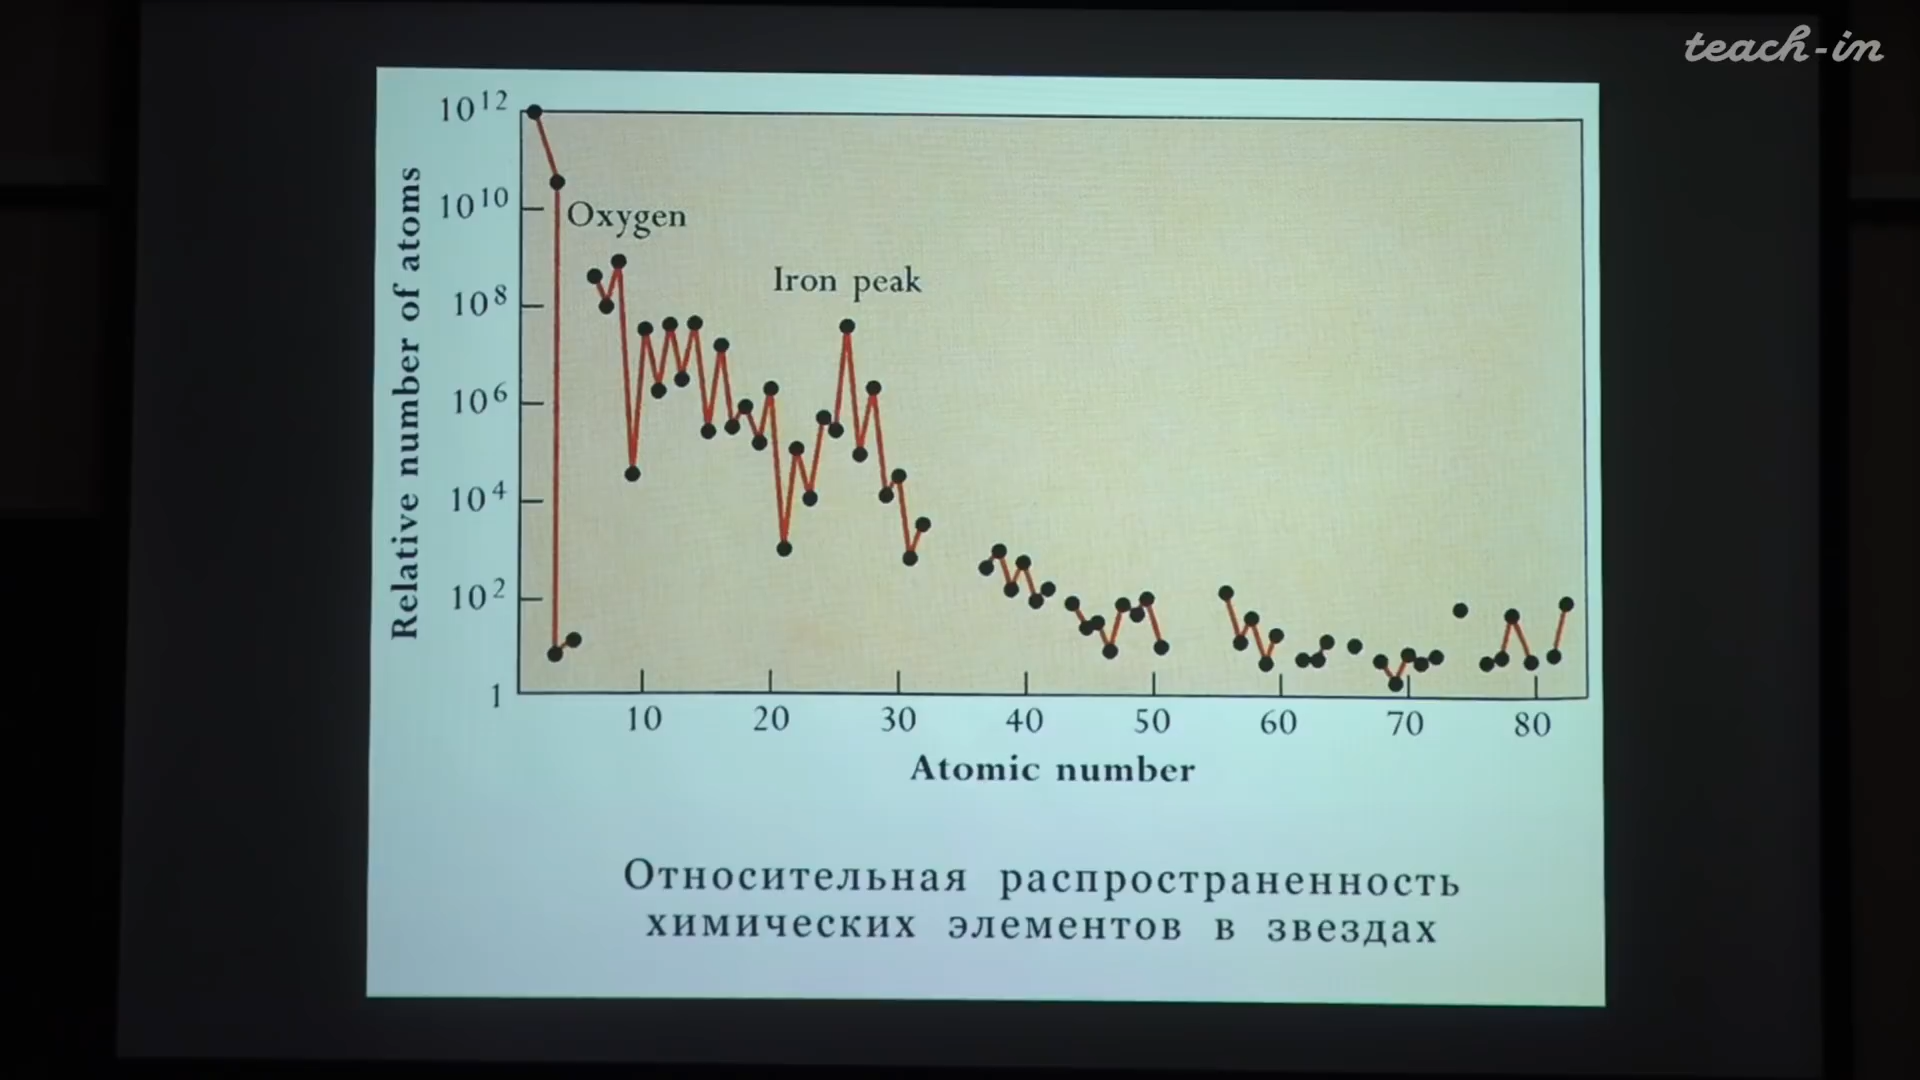 teach-in
10¹²
10¹⁰
Oxygen
Iron peak
10⁸
10⁶
10⁴
10²
1
Relative number of atoms
10 20 30 40 50 60 70 80
Atomic number
Относительная распространенность
химических элементов в звездах